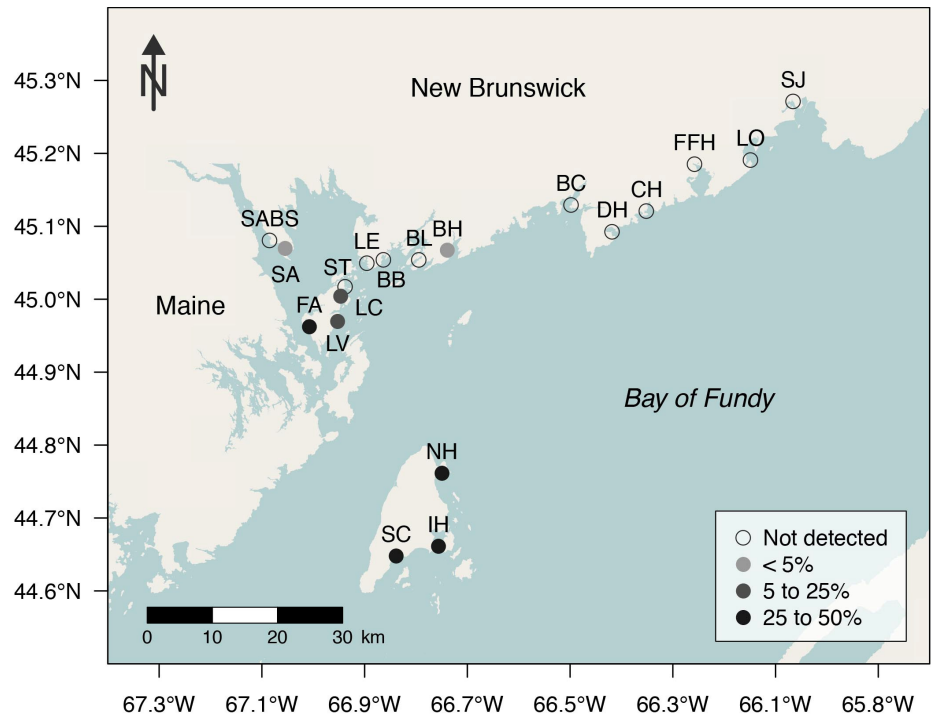 45.3°N
45.2°N
45.1°N
45.0°N
44.9°N
44.8°N
44.7°N
44.6°N
N
New Brunswick
SJ
LO
FFH
CH
DH
BC
BH
BL
BB
LE
SABS
SA
ST
LC
FA
LV
Maine
Bay of Fundy
NH
IH
SC
Not detected
< 5%
5 to 25%
25 to 50%
0 10 20 30 km
67.3°W 67.1°W 66.9°W 66.7°W 66.5°W 66.3°W 66.1°W 65.8°W